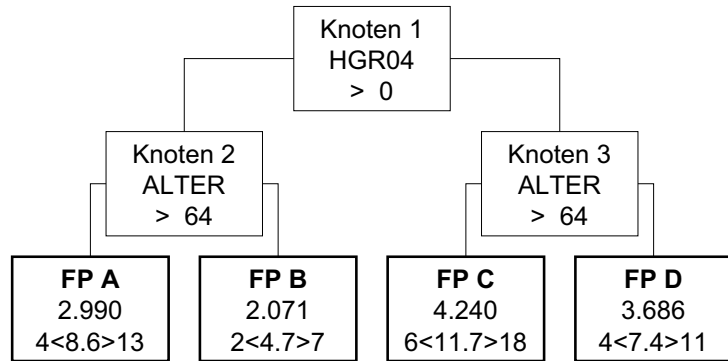 Knoten 1
HGR04
> 0
Knoten 2
ALTER
> 64
Knoten 3
ALTER
> 64
FP A
2.990
4<8.6>13
FP B
2.071
2<4.7>7
FP C
4.240
6<11.7>18
FP D
3.686
4<7.4>11